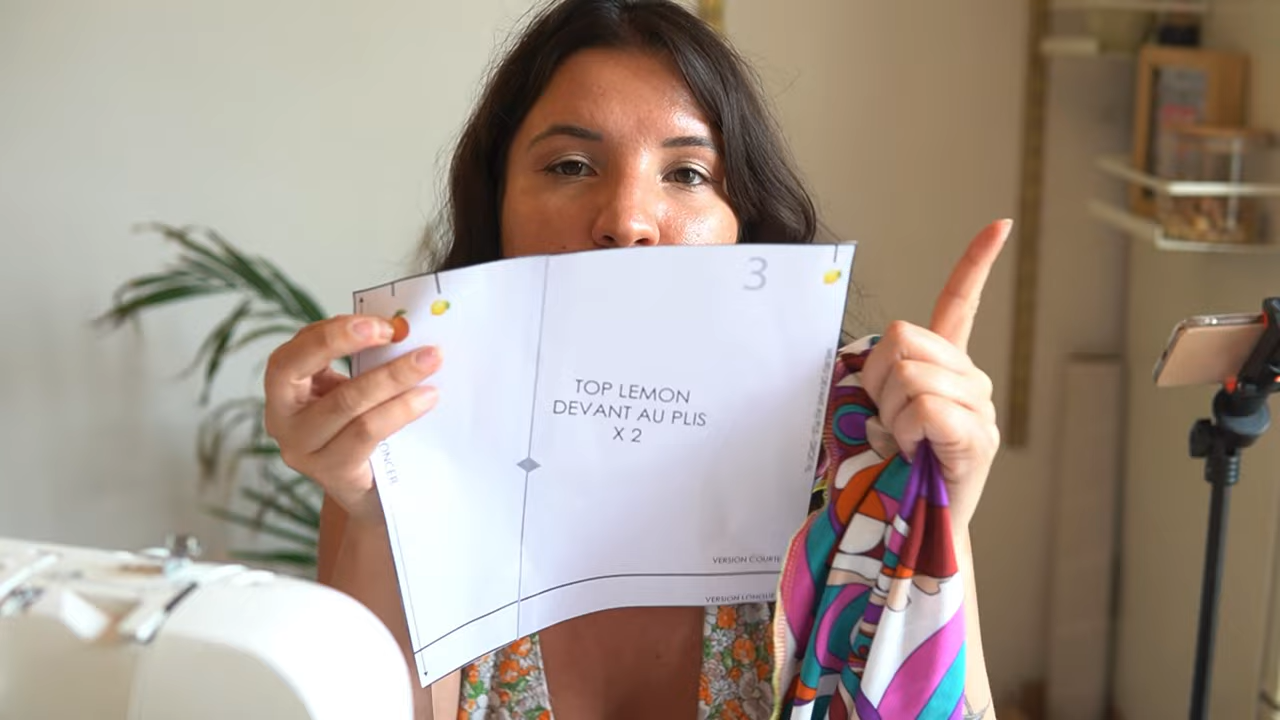 3
TOP LEMON
DEVANT AU PLIS
X 2
VERSION COURTE
VERSION LONGUE